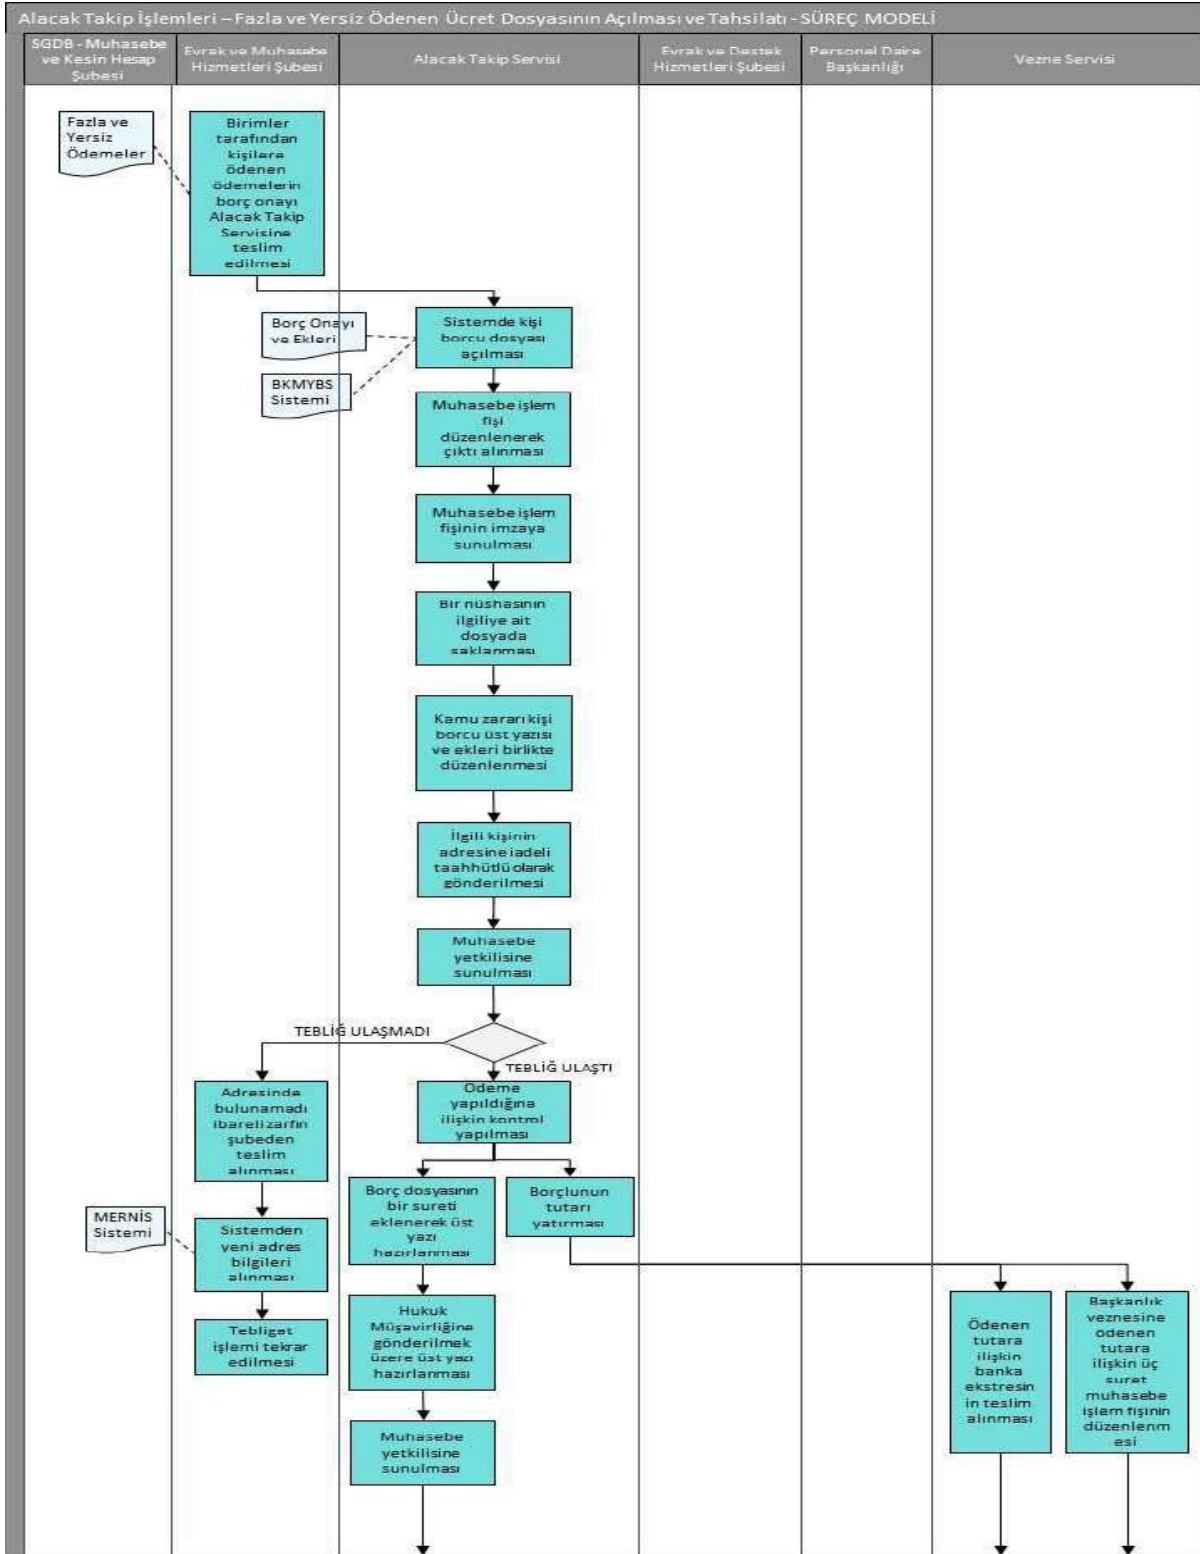 Alacak Takip İşlemleri – Fazla ve Yersiz Ödenen Ücret Dosyasının Açılması ve Tahsilatı - SÜREÇ MODELİ
SGDB - Muhasebe
ve Kesin Hesap
Şubesi
Evrak ve Muhasebe
Hizmetleri Şubesi
Alacak Takip Servisi
Evrak ve Destek
Hizmetleri Şubesi
Personel Daire
Başkanlığı
Vezne Servisi
Fazla ve
Yersiz
Ödemeler
Birimler
tarafından
kişilere
ödenen
ödemelerin
borç onayı
Alacak Takip
Servisine
teslim
edilmesi
Borç Onayı
ve Ekleri
BKMYBS
Sistemi
Sistemde kişi
borcu dosyası
açılması
Muhasebe işlem
fişi
düzenlenerek
çıktı alınması
Muhasebe işlem
fişinin imzaya
sunulması
Bir nüshasının
ilgiliye ait
dosyada
saklanması
Kamu zararı kişi
borcu üst yazısı
ve ekleri birlikte
düzenlenmesi
İlgili kişinin
adresine iadeli
taahhütlü olarak
gönderilmesi
Muhasebe
yetkilisine
sunulması
TEBLİĞ ULAŞMADI
TEBLİĞ ULAŞTI
Adresinde
bulunamadı
ibareli zarfın
şubeden
teslim
alınması
MERNİS
Sistemi
Sistemden
yeni adres
bilgileri
alınması
Tebligat
işlemi tekrar
edilmesi
Ödeme
yapıldığına
ilişkin kontrol
yapılması
Borç dosyasının
bir sureti
eklenerek üst
yazı
hazırlanması
Borçlunun
tutarı
yatırması
Hukuk
Müşavirliğine
gönderilmek
üzere üst yazı
hazırlanması
Muhasebe
yetkilisine
sunulması
Ödenen
tutara
ilişkin
banka
ekstresin
in teslim
alınması
Başkanlık
veznesine
ödenen
tutara
ilişkin üç
suret
muhasebe
işlem fişinin
düzenlenm
esi